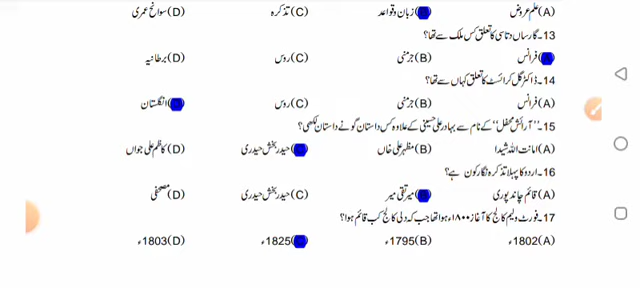 (A) علم عروض (B) زبان و قواعد (C) تذکرہ (D) سوانح عمری
13۔ گارساں دتاسی کا تعلق کس ملک سے تھا؟
فرانس (B) جرمنی (C) روس (D) برطانیہ
14۔ ڈاکٹر گل کرائسٹ کا تعلق کہاں سے تھا؟
(A) فرانس (B) جرمنی (C) روس انگلستان
15۔ "آرائش محفل" کے نام سے بہادر علی حسینی کے علاوہ کس داستان گو نے داستان لکھی؟
(A) امانت اللہ شیدا (B) مظہر علی خاں (C) حیدر بخش حیدری (D) کاظم علی جواں
16۔ اردو کا پہلا تذکرہ نگار کون ہے؟
(A) قائم چاند پوری میر تقی میر (C) حیدر بخش حیدری (D) مصحفی
17۔ فورٹ ولیم کالج کا آغاز ۱۸۰۰ء ہوا تھا جب کہ دلی کالج کب قائم ہوا؟
(A) 1802ء (B) 1795ء 1825ء (D) 1803ء